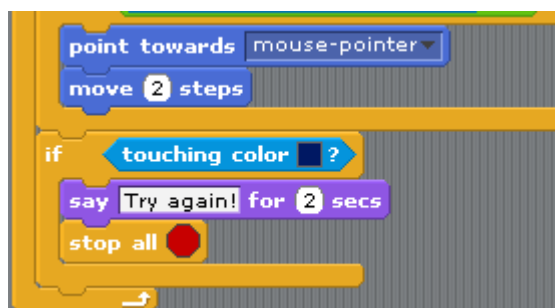 point towards mouse-pointer
move 2 steps
if touching color ?
say Try again! for 2 secs
stop all